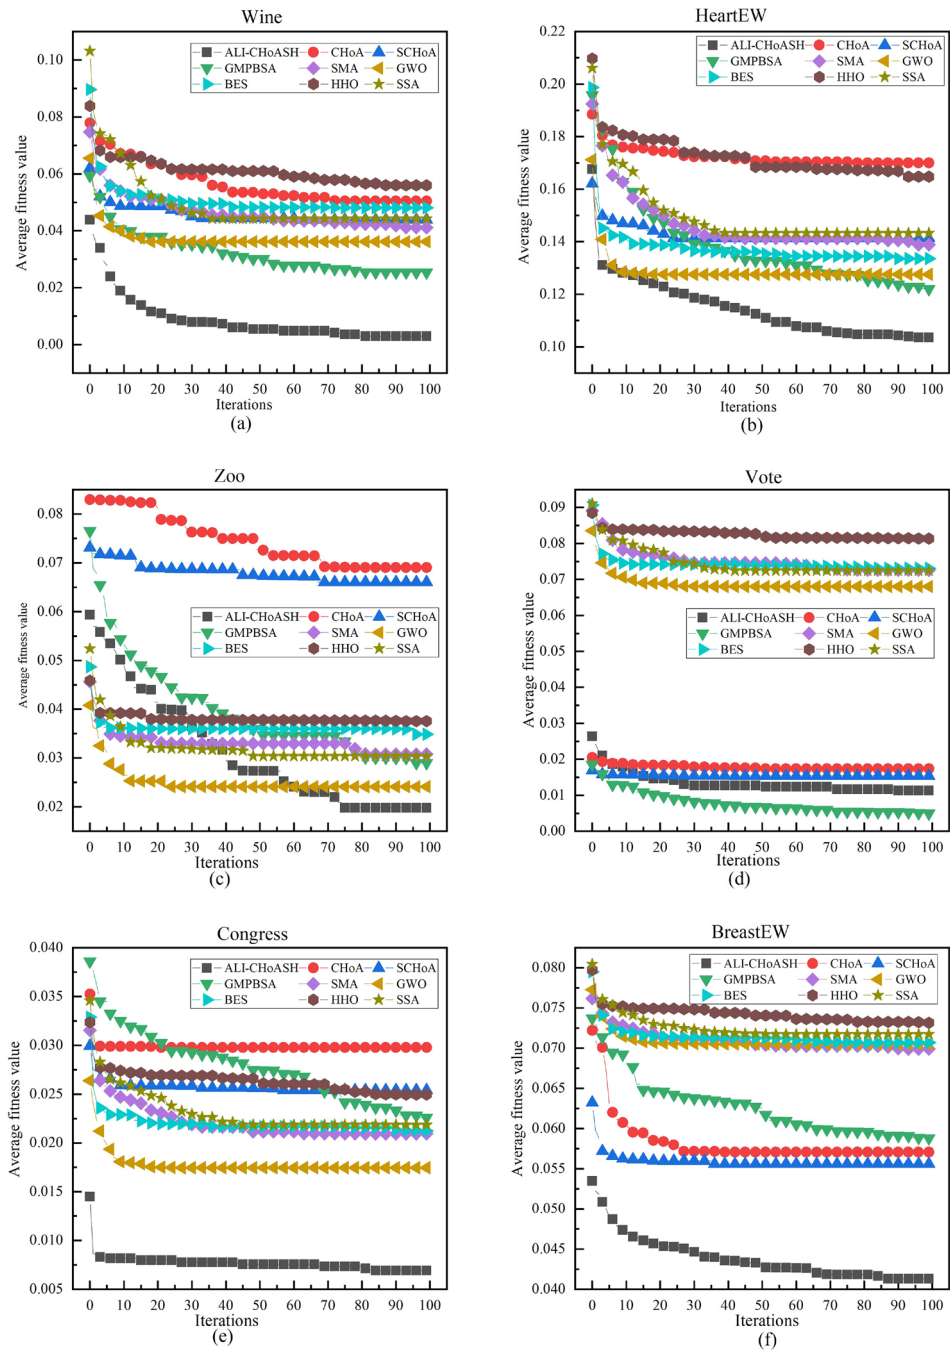 Wine
ALI-CHoASH CHoA SCHoA
GMPBSA SMA GWO
BES HHO SSA
Average fitness value
0.10
0.08
0.06
0.04
0.02
0.00
0 10 20 30 40 50 60 70 80 90 100
Iterations
(a)
HeartEW
ALI-CHoASH CHoA SCHoA
GMPBSA SMA GWO
BES HHO SSA
Average fitness value
0.22
0.20
0.18
0.16
0.14
0.12
0.10
0 10 20 30 40 50 60 70 80 90 100
Iterations
(b)
Zoo
ALI-CHoASH CHoA SCHoA
GMPBSA SMA GWO
BES HHO SSA
Average fitness value
0.08
0.07
0.06
0.05
0.04
0.03
0.02
0 10 20 30 40 50 60 70 80 90 100
Iterations
(c)
Vote
ALI-CHoASH CHoA SCHoA
GMPBSA SMA GWO
BES HHO SSA
Average fitness value
0.09
0.08
0.07
0.06
0.05
0.04
0.03
0.02
0.01
0.00
0 10 20 30 40 50 60 70 80 90 100
Iterations
(d)
Congress
ALI-CHoASH CHoA SCHoA
GMPBSA SMA GWO
BES HHO SSA
Average fitness value
0.040
0.035
0.030
0.025
0.020
0.015
0.010
0.005
0 10 20 30 40 50 60 70 80 90 100
Iterations
(e)
BreastEW
ALI-CHoASH CHoA SCHoA
GMPBSA SMA GWO
BES HHO SSA
Average fitness value
0.080
0.075
0.070
0.065
0.060
0.055
0.050
0.045
0.040
0 10 20 30 40 50 60 70 80 90 100
Iterations
(f)